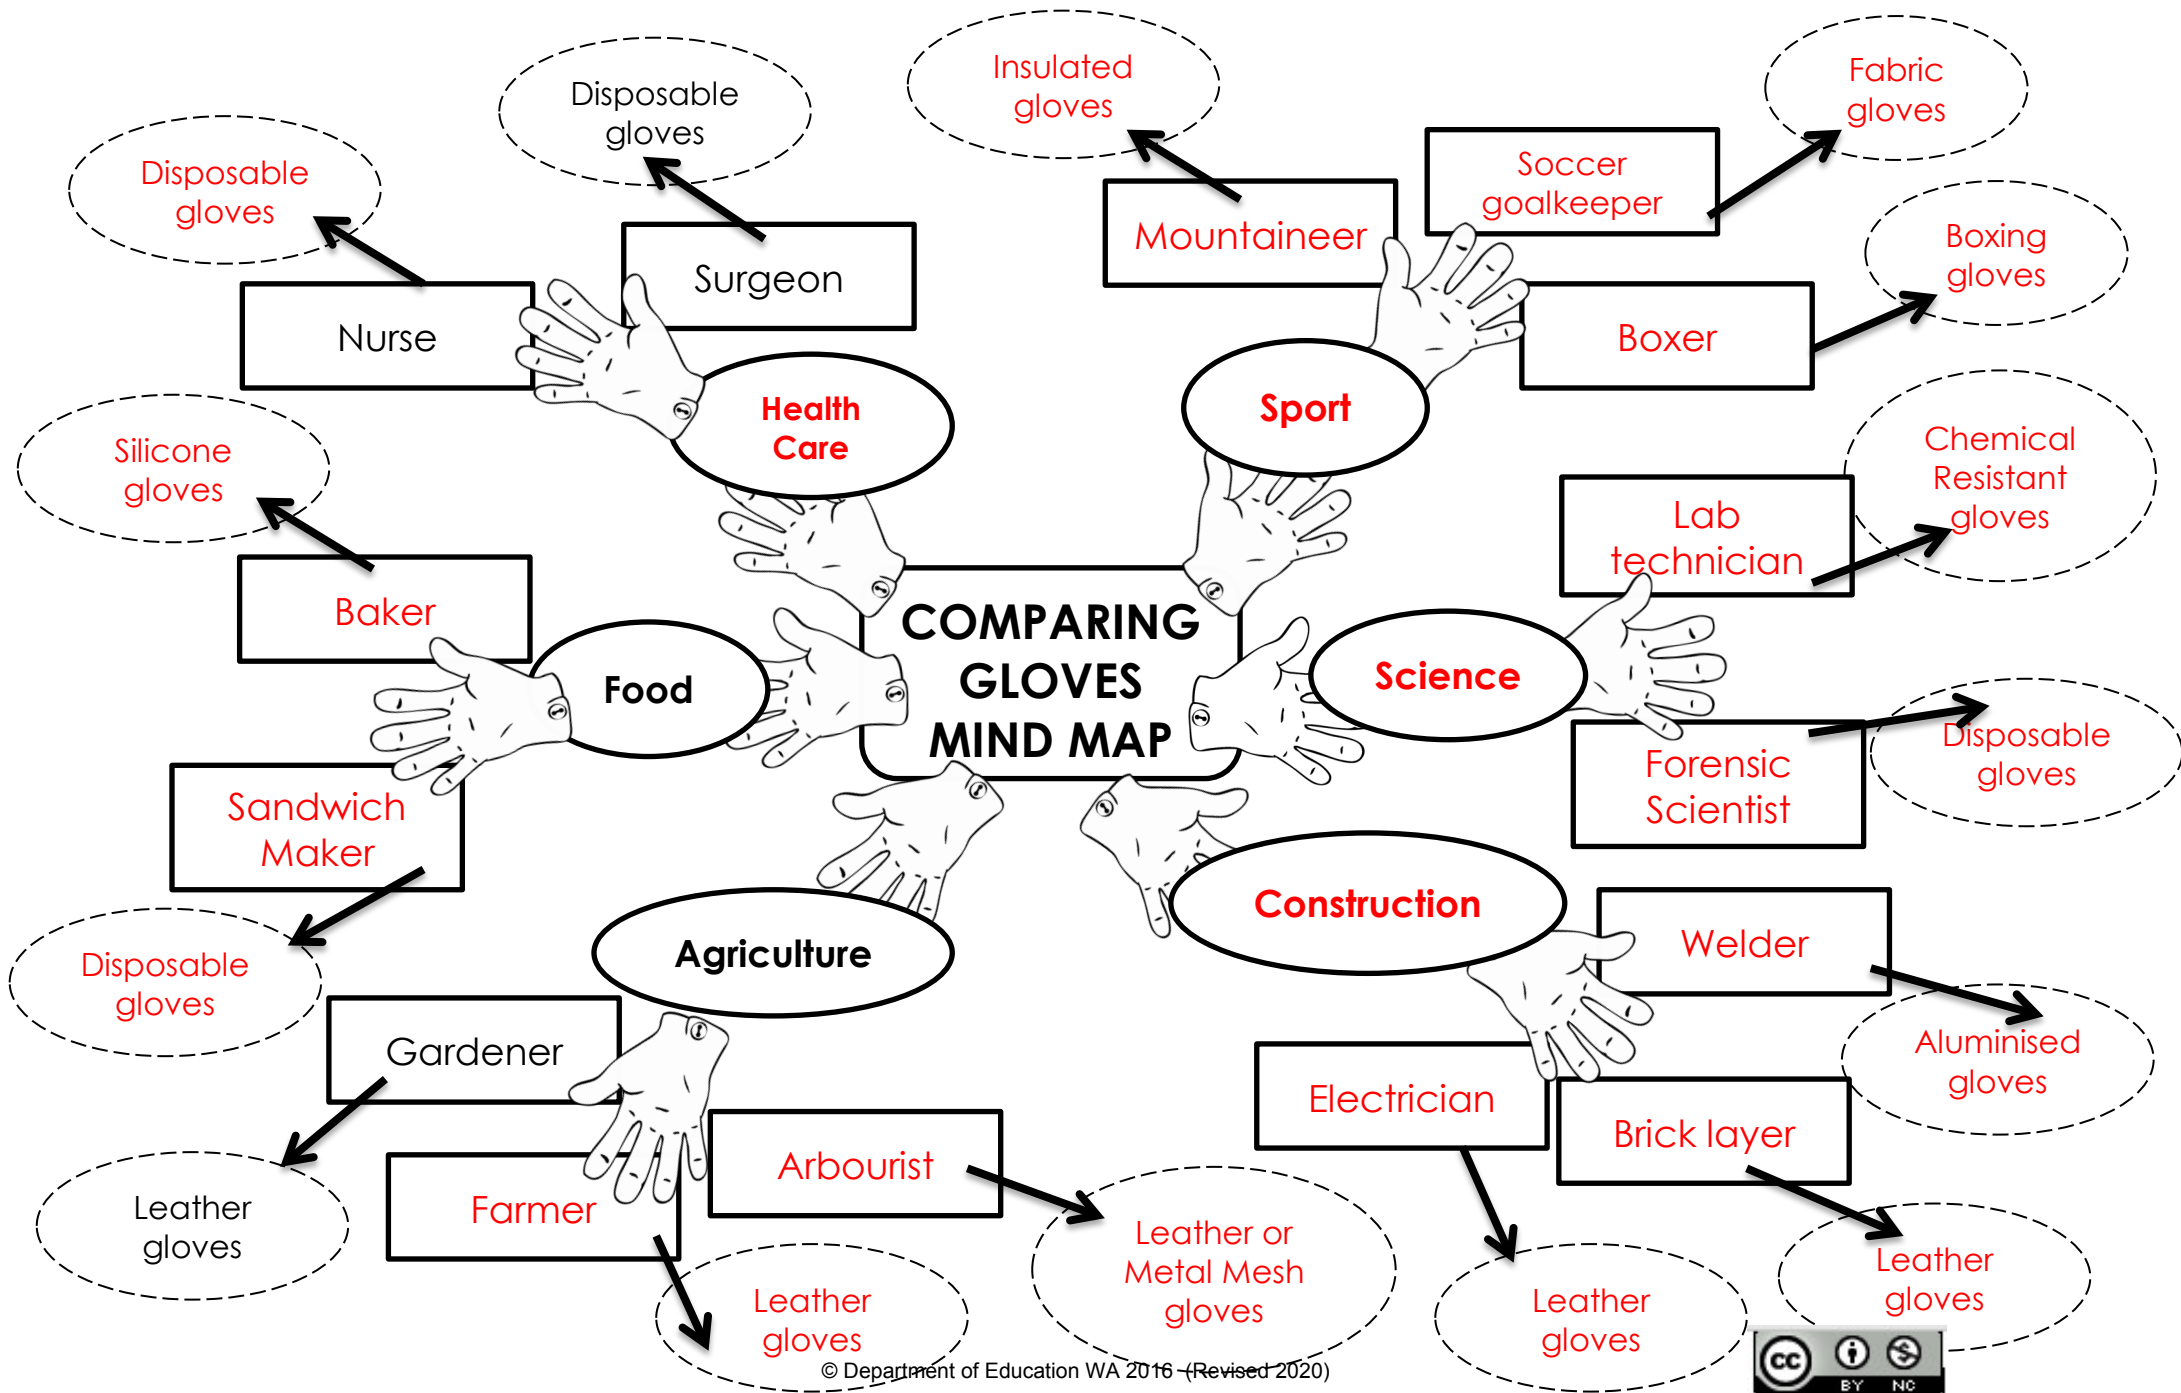 COMPARING
GLOVES
MIND MAP
Health
Care
Nurse
Disposable
gloves
Surgeon
Disposable
gloves
Sport
Mountaineer
Insulated
gloves
Soccer
goalkeeper
Fabric
gloves
Boxer
Boxing
gloves
Science
Lab
technician
Chemical
Resistant
gloves
Forensic
Scientist
Disposable
gloves
Construction
Welder
Aluminised
gloves
Brick layer
Leather
gloves
Electrician
Leather
gloves
Agriculture
Arbourist
Leather or
Metal Mesh
gloves
Farmer
Leather
gloves
Gardener
Leather
gloves
Food
Sandwich
Maker
Disposable
gloves
Baker
Silicone
gloves
© Department of Education WA 2016 (Revised 2020)
cc
BY NC